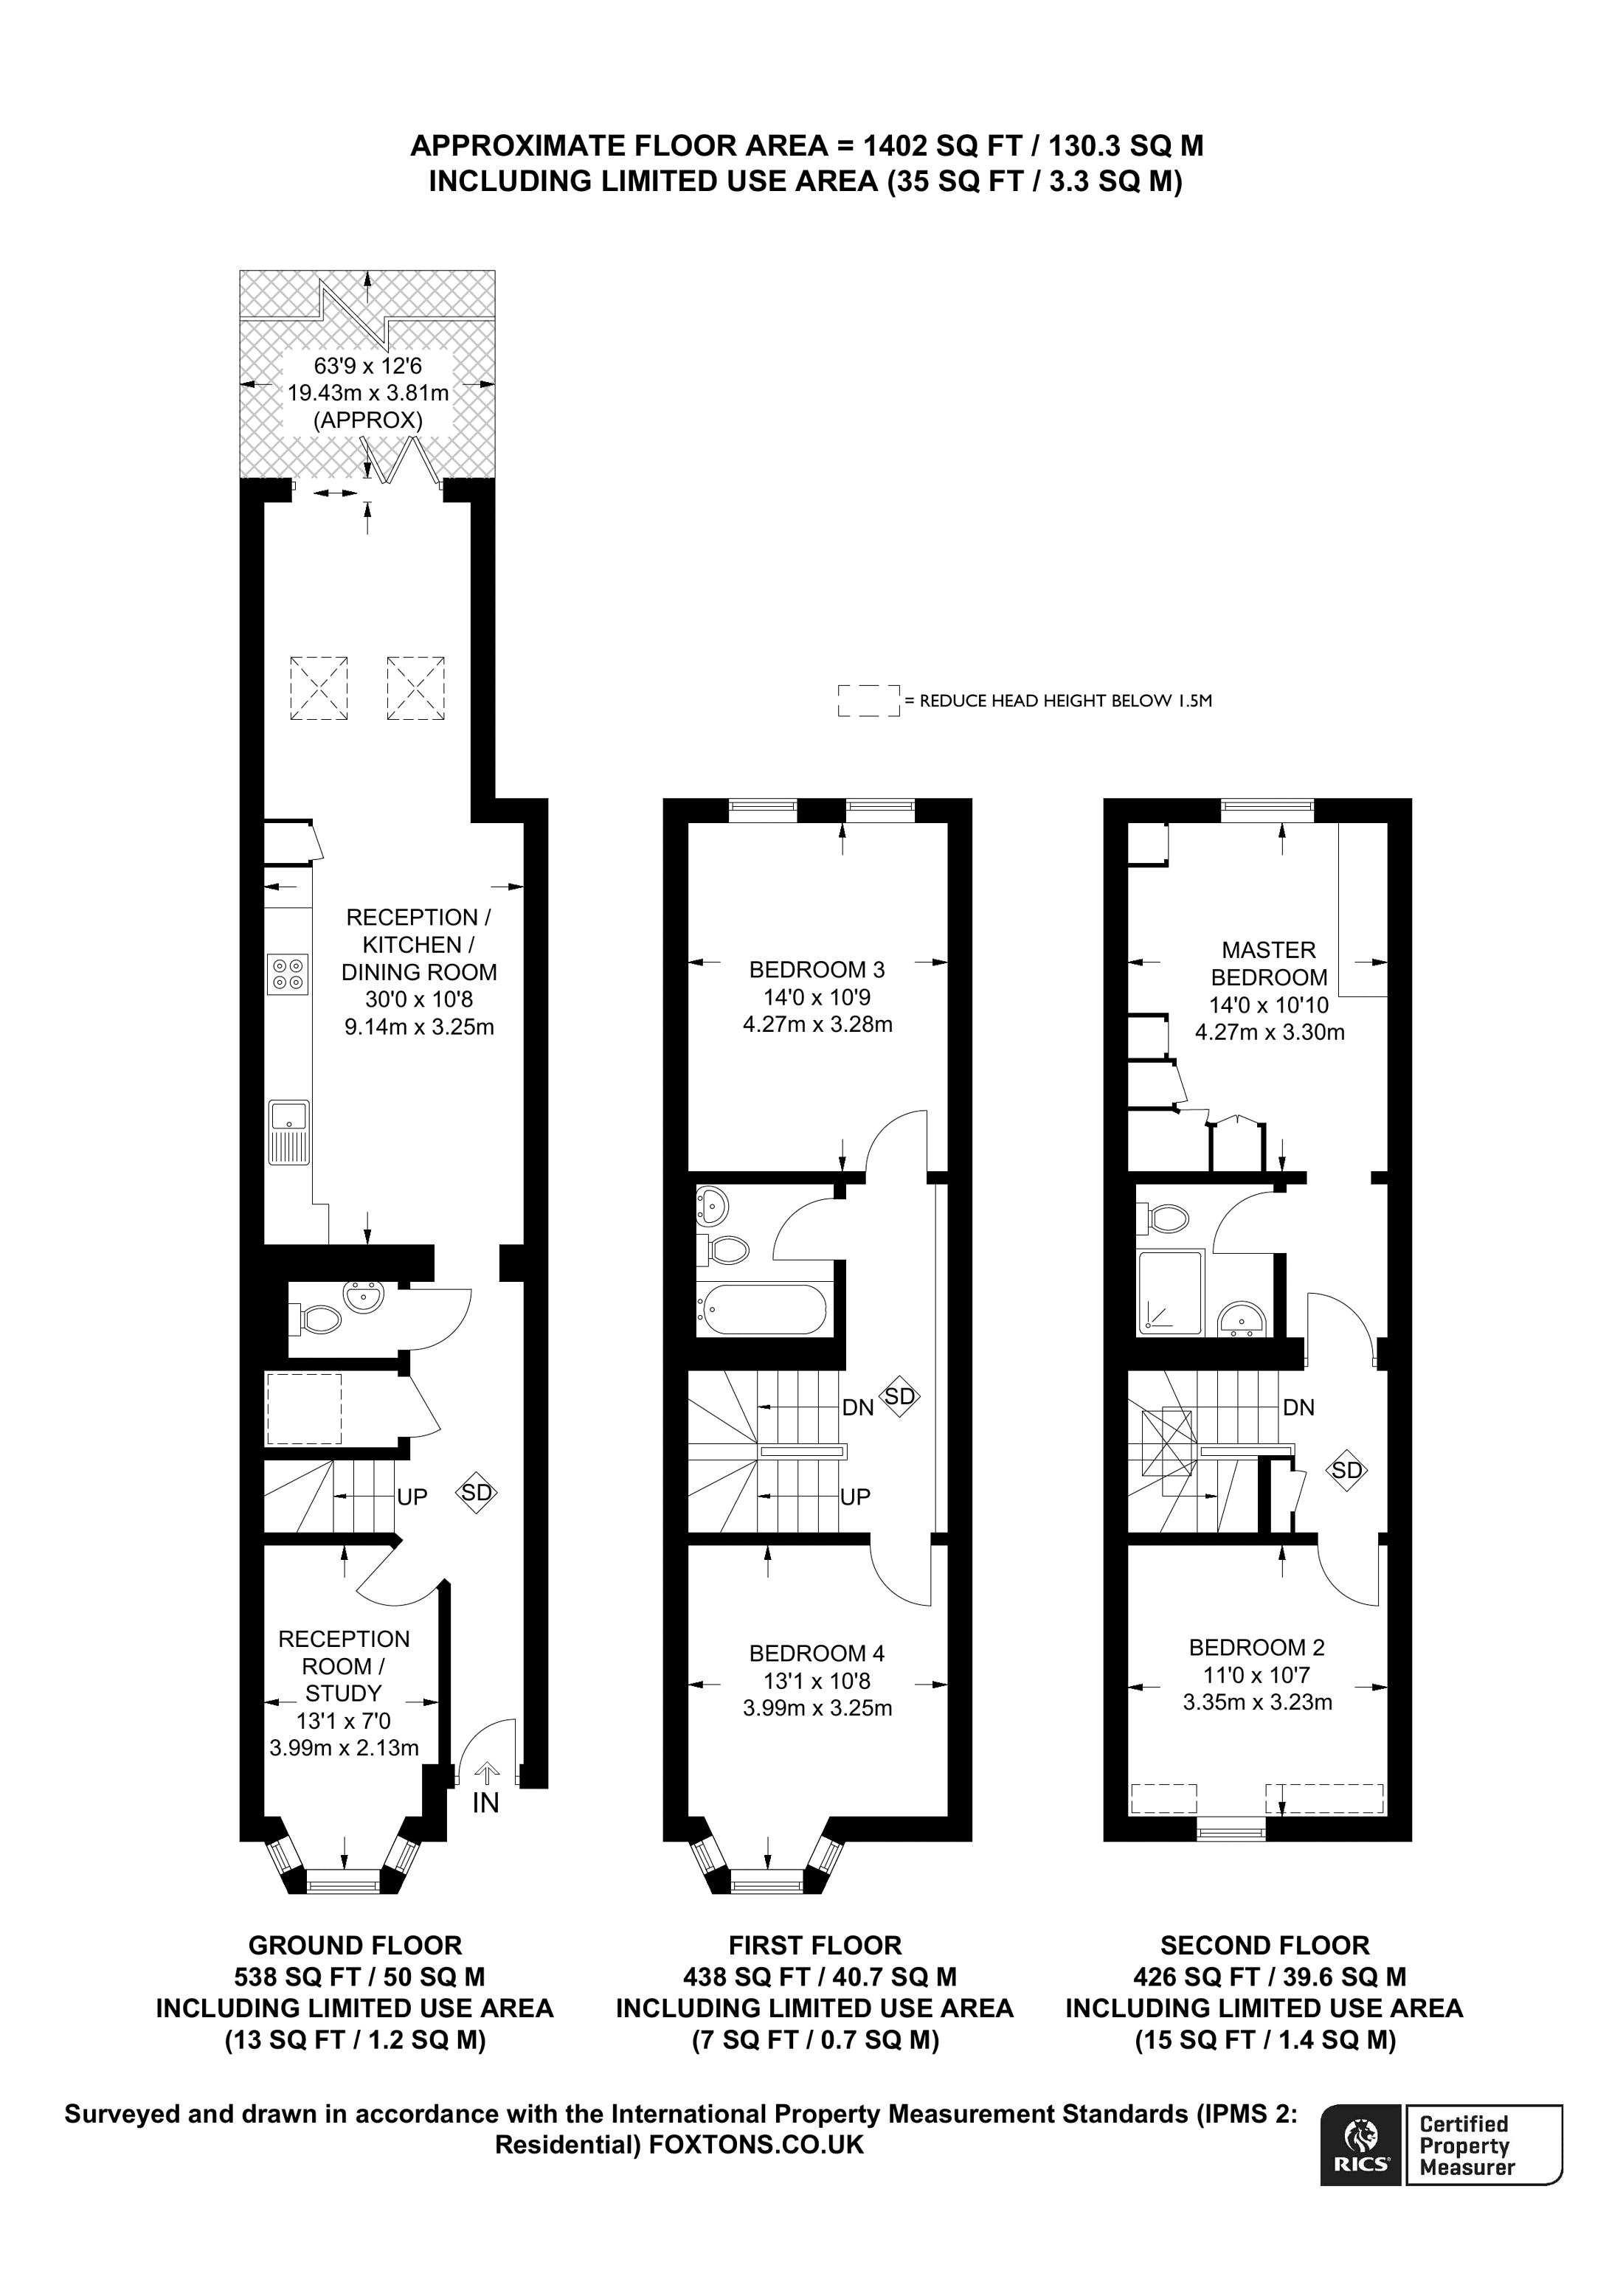 APPROXIMATE FLOOR AREA = 1402 SQ FT / 130.3 SQ M
INCLUDING LIMITED USE AREA (35 SQ FT / 3.3 SQ M)
63'9 x 12'6
19.43m x 3.81m
(APPROX)
= REDUCE HEAD HEIGHT BELOW 1.5M
RECEPTION /
KITCHEN /
DINING ROOM
30'0 x 10'8
9.14m x 3.25m
UP
SD
RECEPTION
ROOM /
STUDY
13'1 x 7'0
3.99m x 2.13m
IN
BEDROOM 3
14'0 x 10'9
4.27m x 3.28m
DN
SD
UP
BEDROOM 4
13'1 x 10'8
3.99m x 3.25m
MASTER
BEDROOM
14'0 x 10'10
4.27m x 3.30m
DN
SD
BEDROOM 2
11'0 x 10'7
3.35m x 3.23m
GROUND FLOOR
538 SQ FT / 50 SQ M
INCLUDING LIMITED USE AREA
(13 SQ FT / 1.2 SQ M)
FIRST FLOOR
438 SQ FT / 40.7 SQ M
INCLUDING LIMITED USE AREA
(7 SQ FT / 0.7 SQ M)
SECOND FLOOR
426 SQ FT / 39.6 SQ M
INCLUDING LIMITED USE AREA
(15 SQ FT / 1.4 SQ M)
Surveyed and drawn in accordance with the International Property Measurement Standards (IPMS 2:
Residential) FOXTONS.CO.UK
RICS
Certified
Property
Measurer